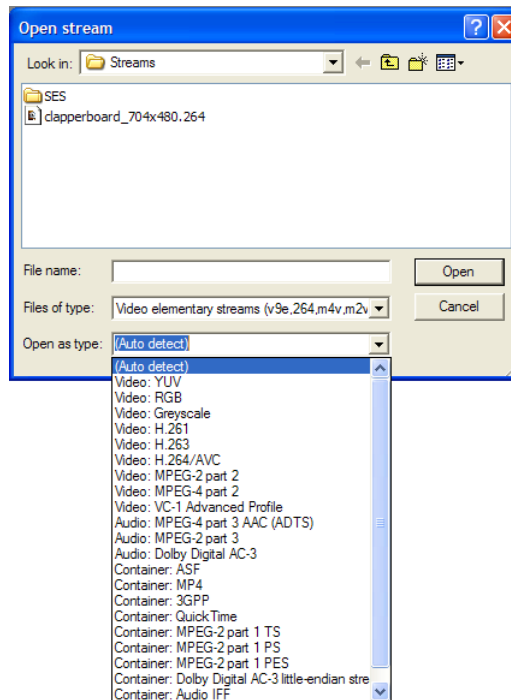 Open stream
Look in: Streams
SES
clapperboard_704x480.264
File name: Open
Files of type: Video elementary streams (v9e,264,m4v,m2v Cancel
Open as type: (Auto detect)
(Auto detect)
Video: YUV
Video: RGB
Video: Greyscale
Video: H.261
Video: H.263
Video: H.264/AVC
Video: MPEG-2 part 2
Video: MPEG-4 part 2
Video: VC-1 Advanced Profile
Audio: MPEG-4 part 3 AAC (ADTS)
Audio: MPEG-2 part 3
Audio: Dolby Digital AC-3
Container: ASF
Container: MP4
Container: 3GPP
Container: QuickTime
Container: MPEG-2 part 1 TS
Container: MPEG-2 part 1 PS
Container: MPEG-2 part 1 PES
Container: Dolby Digital AC-3 little-endian stre
Container: Audio IFF